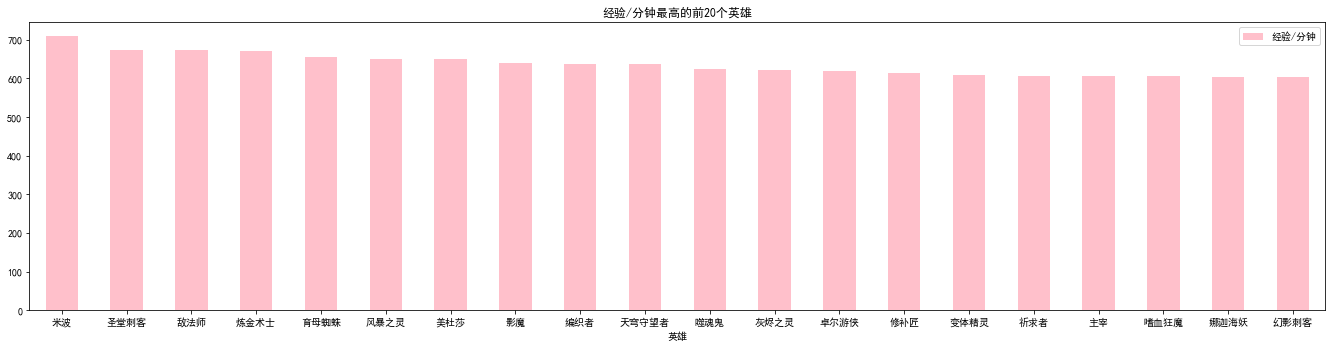 经验/分钟最高的前20个英雄
经验/分钟
700
600
500
400
300
200
100
0
米波 圣堂刺客 敌法师 炼金术士 育母蜘蛛 风暴之灵 美杜莎 影魔 编织者 天穹守望者 噬魂鬼 灰烬之灵 卓尔游侠 修补匠 变体精灵 祈求者 主宰 嗜血狂魔 娜迦海妖 幻影刺客
英雄